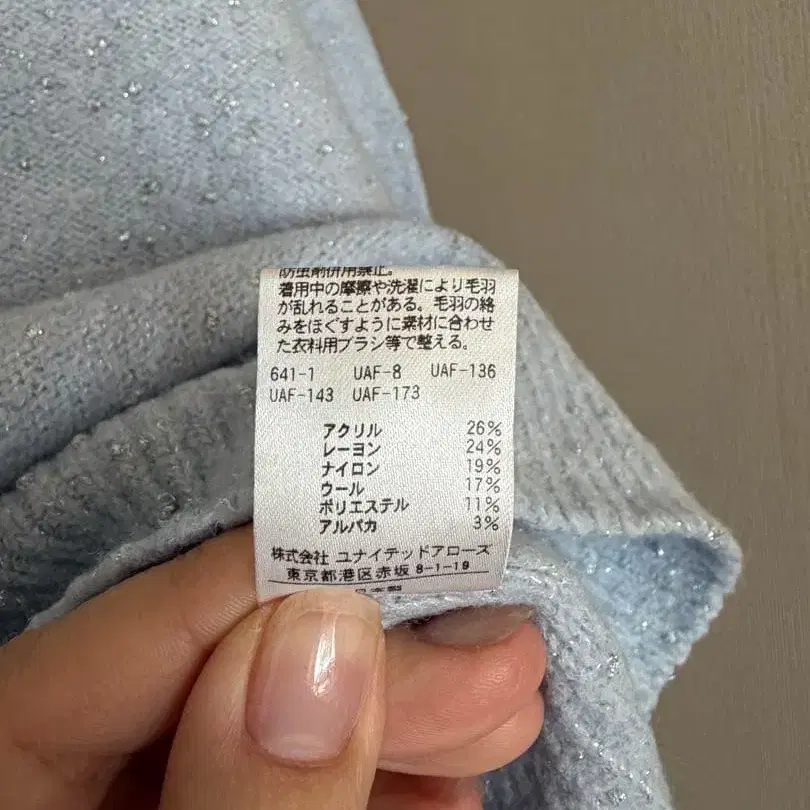 防虫剤併用禁止。
着用中の摩擦や洗濯により毛羽
が乱れることがある。毛羽の絡
みをほぐすように素材に合わせ
た衣料用ブラシ等で整える。
641-1 UAF-8 UAF-136
UAF-143 UAF-173
アクリル 26%
レーヨン 24%
ナイロン 19%
ウール 17%
ポリエステル 11%
アルパカ 3%
株式会社 ユナイテッドアローズ
東京都港区赤坂 8-1-19